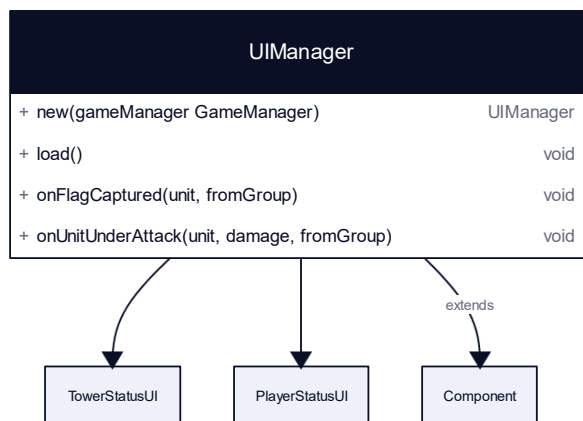 UIManager
+ new(gameManager GameManager) UIManager
+ load() void
+ onFlagCaptured(unit, fromGroup) void
+ onUnitUnderAttack(unit, damage, fromGroup) void
extends
TowerStatusUI PlayerStatusUI Component